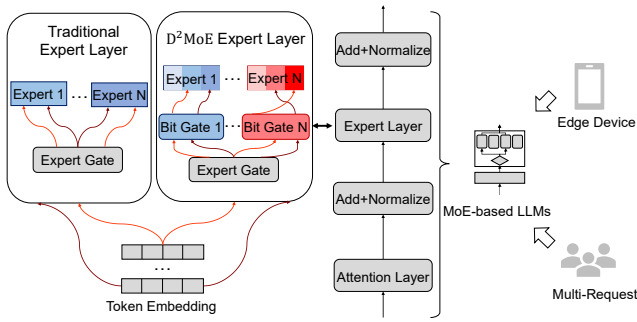 Traditional
Expert Layer
Expert 1 ... Expert N
Expert Gate
D²MoE Expert Layer
Expert 1 ... Expert N
Bit Gate 1 ... Bit Gate N
Expert Gate
...
Token Embedding
Add+Normalize
Expert Layer
Add+Normalize
Attention Layer
MoE-based LLMs
Edge Device
Multi-Request